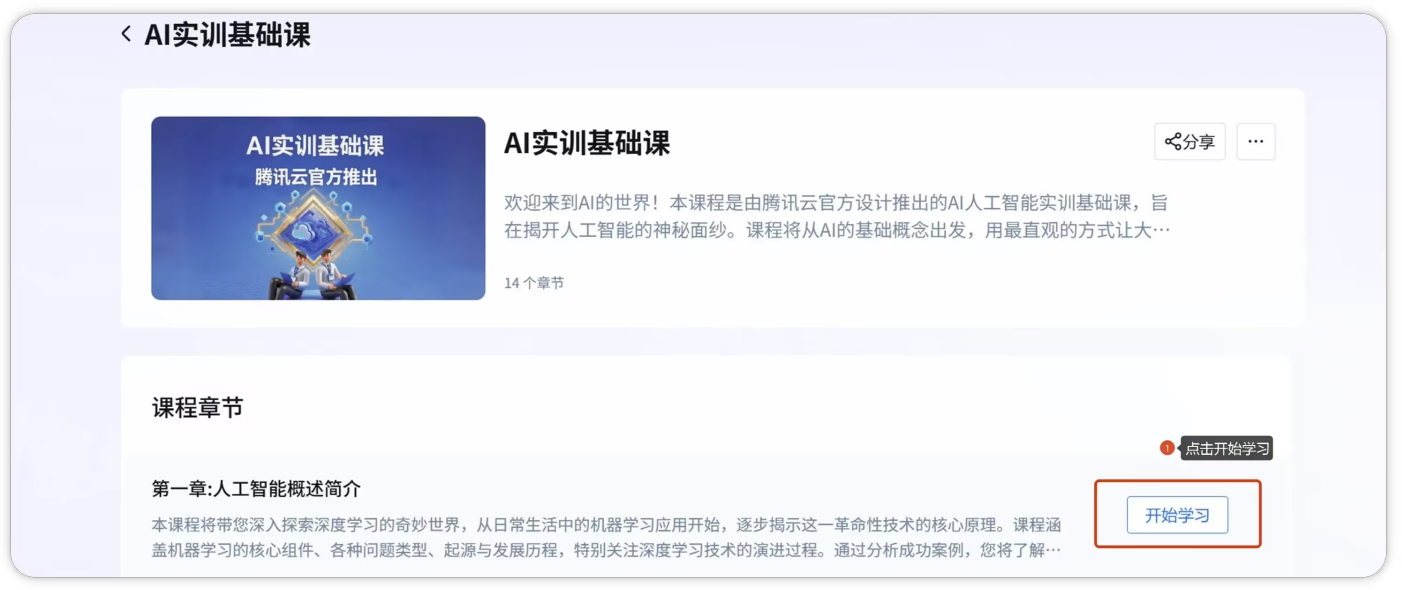 AI实训基础课
AI实训基础课
腾讯云官方推出
AI实训基础课
分享
···
欢迎来到AI的世界！本课程是由腾讯云官方设计推出的AI人工智能实训基础课，旨
在揭开人工智能的神秘面纱。课程将从AI的基础概念出发，用最直观的方式让大···
14 个章节
课程章节
1 点击开始学习
第一章:人工智能概述简介
本课程将带您深入探索深度学习的奇妙世界，从日常生活中的机器学习应用开始，逐步揭示这一革命性技术的核心原理。课程涵
盖机器学习的核心组件、各种问题类型、起源与发展历程，特别关注深度学习技术的演进过程。通过分析成功案例，您将了解···
开始学习